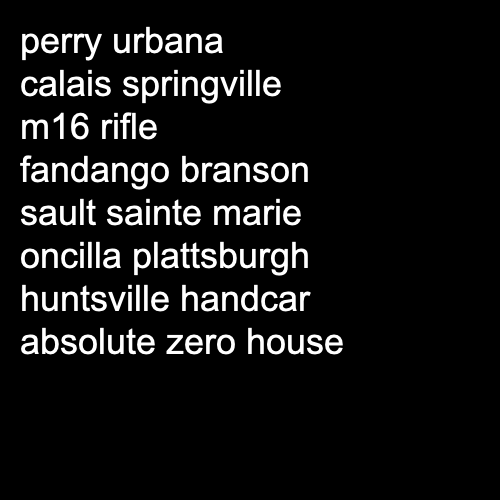 perry urbana
calais springville
m16 rifle
fandango branson
sault sainte marie
oncilla plattsburgh
huntsville handcar
absolute zero house